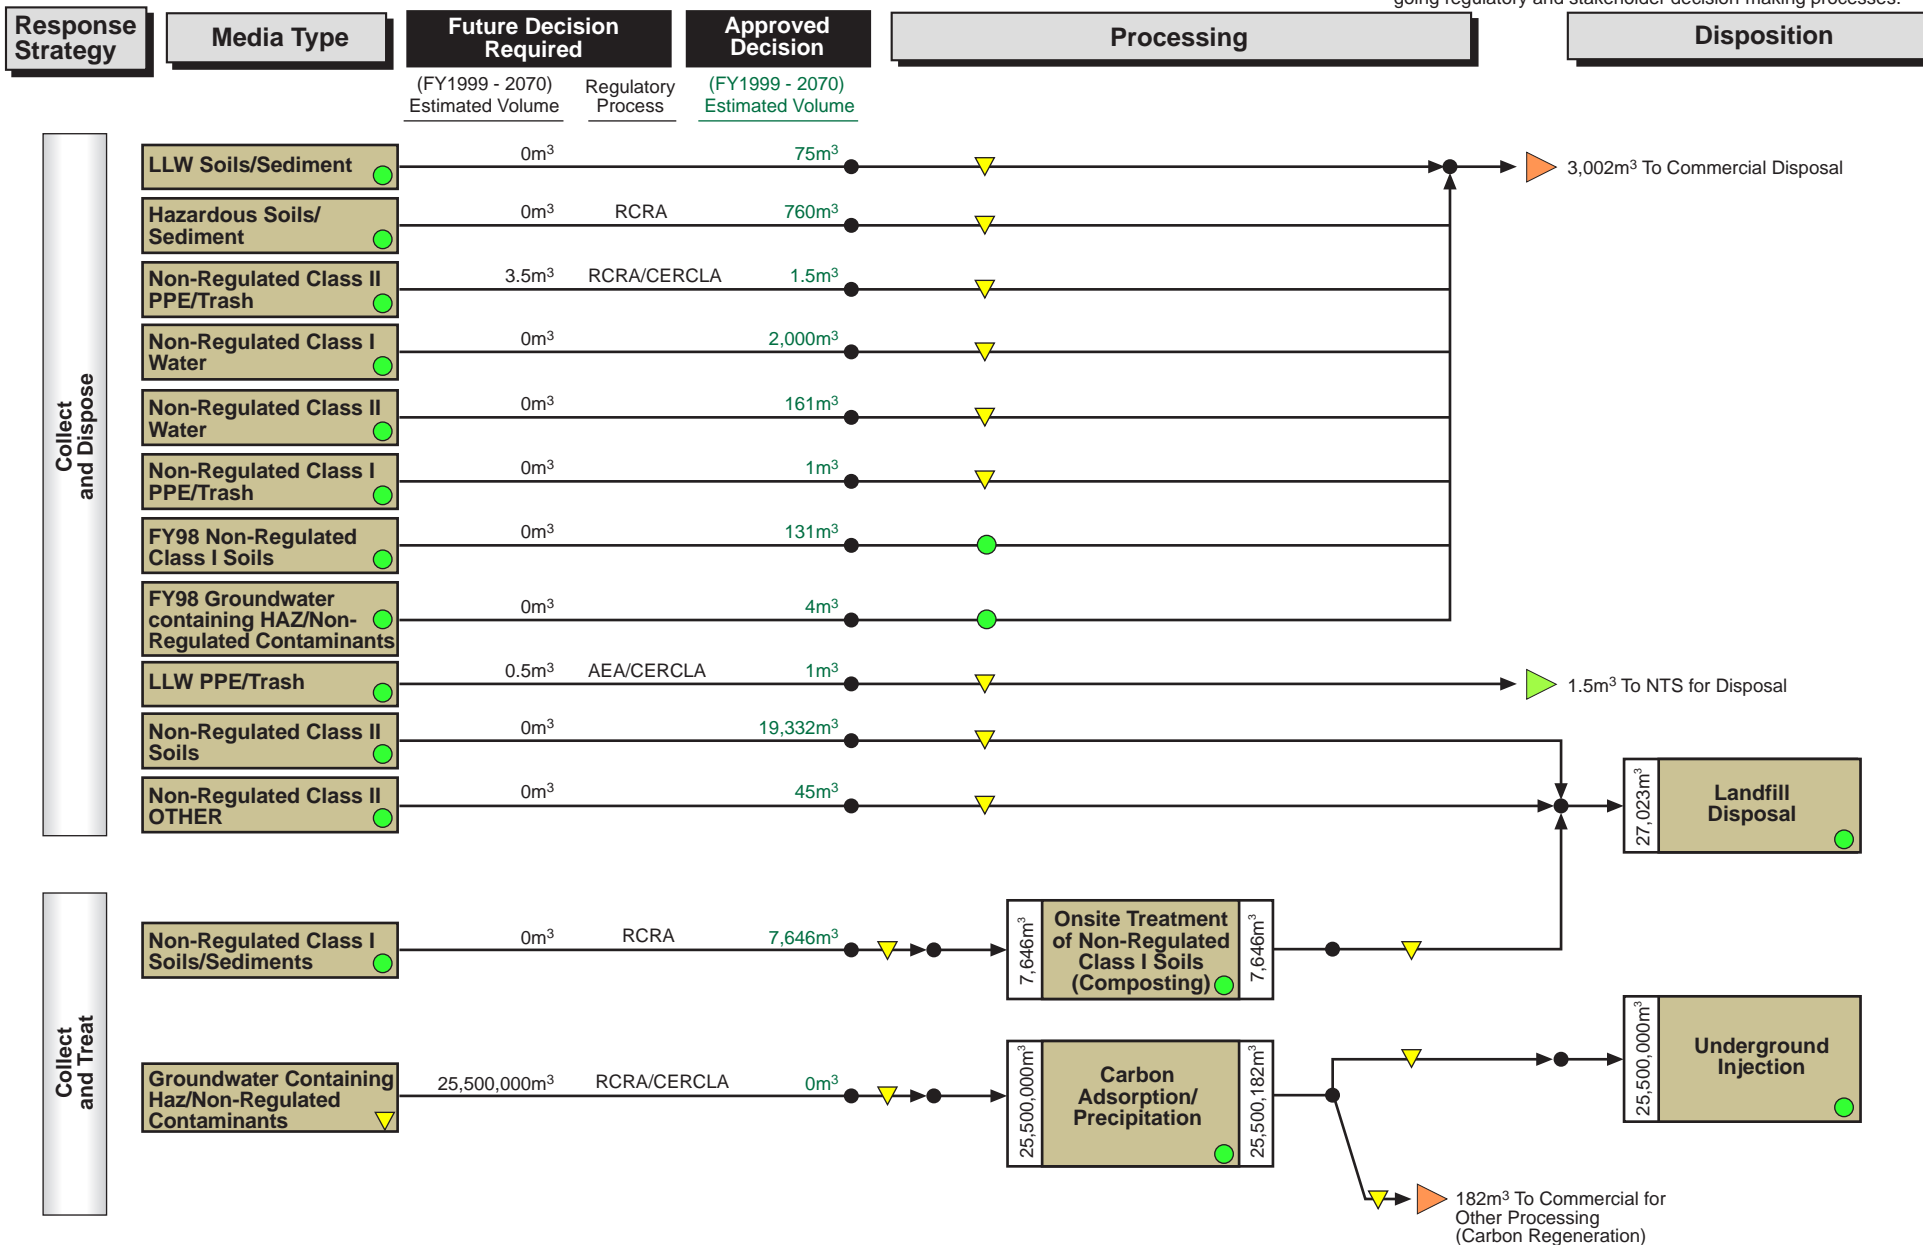 going regulatory and stakeholder decision making processes.
Response
Strategy
Media Type
Future Decision
Required
Approved
Decision
Processing
Disposition
(FY1999 - 2070)
Estimated Volume
Regulatory
Process
(FY1999 - 2070)
Estimated Volume
Collect
and Dispose
LLW Soils/Sediment
0m³
75m³
3,002m³ To Commercial Disposal
Hazardous Soils/
Sediment
0m³
RCRA
760m³
Non-Regulated Class II
PPE/Trash
3.5m³
RCRA/CERCLA
1.5m³
Non-Regulated Class I
Water
0m³
2,000m³
Non-Regulated Class II
Water
0m³
161m³
Non-Regulated Class I
PPE/Trash
0m³
1m³
FY98 Non-Regulated
Class I Soils
0m³
131m³
FY98 Groundwater
containing HAZ/Non-
Regulated Contaminants
0m³
4m³
LLW PPE/Trash
0.5m³
AEA/CERCLA
1m³
1.5m³ To NTS for Disposal
Non-Regulated Class II
Soils
0m³
19,332m³
Non-Regulated Class II
OTHER
0m³
45m³
27,023m³
Landfill
Disposal
Collect
and Treat
Non-Regulated Class I
Soils/Sediments
0m³
RCRA
7,646m³
7,646m³
Onsite Treatment
of Non-Regulated
Class I Soils
(Composting)
7,646m³
Groundwater Containing
Haz/Non-Regulated
Contaminants
25,500,000m³
RCRA/CERCLA
0m³
25,500,000m³
Carbon
Adsorption/
Precipitation
25,500,182m³
25,500,000m³
Underground
Injection
182m³ To Commercial for
Other Processing
(Carbon Regeneration)